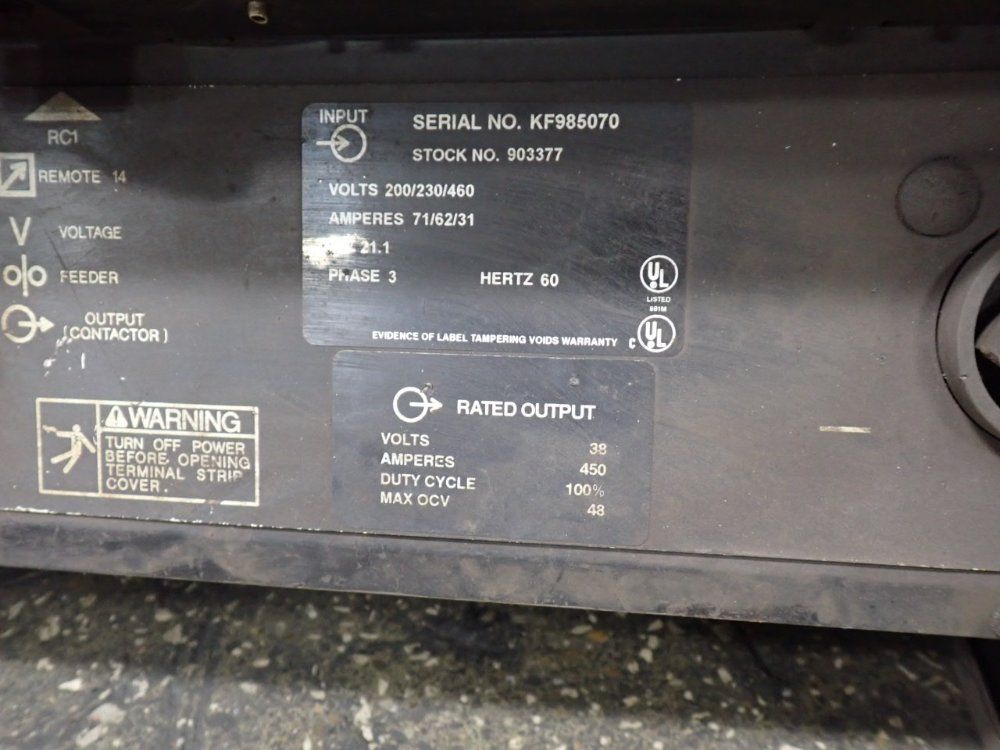 RC1
REMOTE 14
V VOLTAGE
FEEDER
OUTPUT
(CONTACTOR)
WARNING
TURN OFF POWER
BEFORE OPENING
TERMINAL STRIP
COVER.
INPUT
SERIAL NO. KF985070
STOCK NO. 903377
VOLTS 200/230/460
AMPERES 71/62/31
21.1
PHASE 3 HERTZ 60
UL
LISTED
EVIDENCE OF LABEL TAMPERING VOIDS WARRANTY
C UL
RATED OUTPUT
VOLTS 38
AMPERES 450
DUTY CYCLE 100%
MAX OCV 48